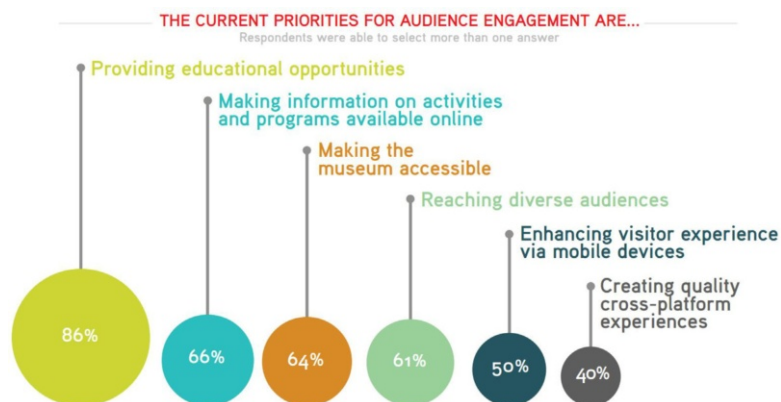 THE CURRENT PRIORITIES FOR AUDIENCE ENGAGEMENT ARE...
Respondents were able to select more than one answer
Providing educational opportunities
Making information on activities
and programs available online
Making the
museum accessible
Reaching diverse audiences
Enhancing visitor experience
via mobile devices
Creating quality
cross-platform
experiences
86%
66%
64%
61%
50%
40%